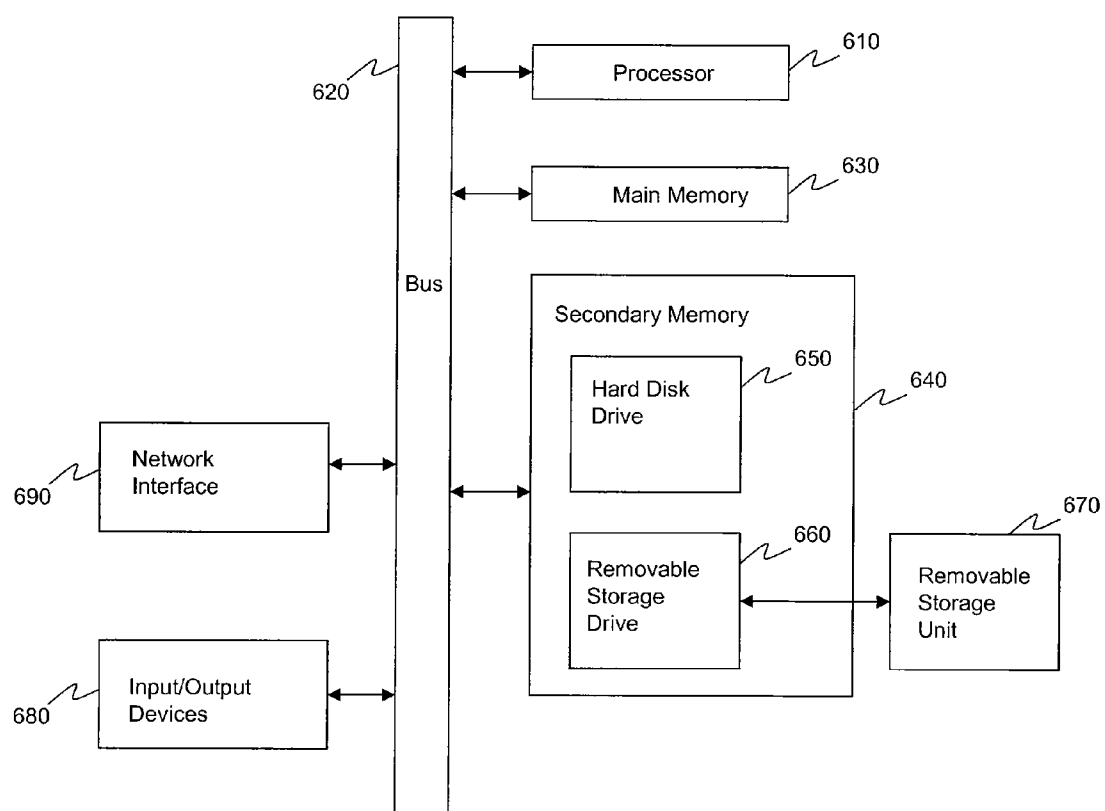 610
Processor
620
630
Main Memory
Bus
Secondary Memory
650
Hard Disk
Drive
640
Network
Interface
690
660
670
Removable
Storage
Drive
Removable
Storage
Unit
Input/Output
Devices
680